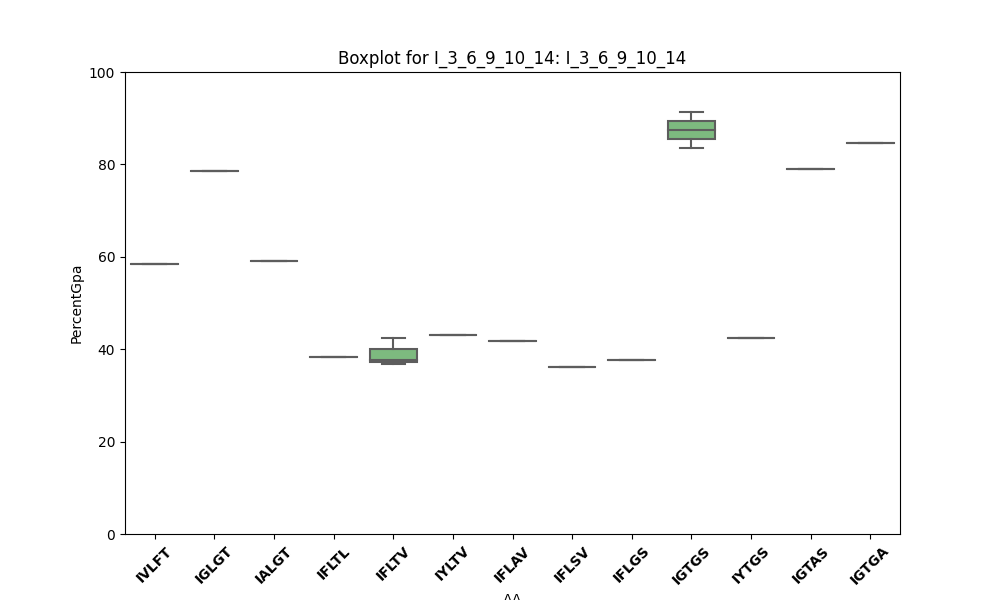 Boxplot for I_3_6_9_10_14: I_3_6_9_10_14
100
80
60
40
20
0
PercentGpa
IVLFT IGLGT IALGT IFLTL IFLTV IYLTV IFLAV IFLSV IFLGS IGTGS IYTGS IGTAS IGTGA
AA